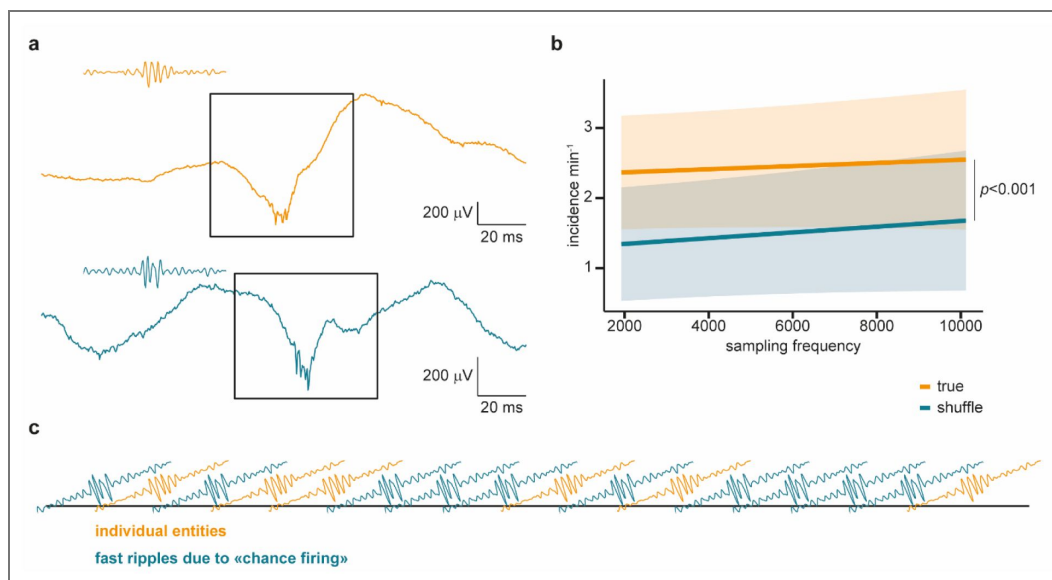 a
200 µV
20 ms
200 µV
20 ms
b
incidence min⁻¹
3
2
1
2000 4000 6000 8000 10000
sampling frequency
p<0.001
true
shuffle
c
individual entities
fast ripples due to «chance firing»